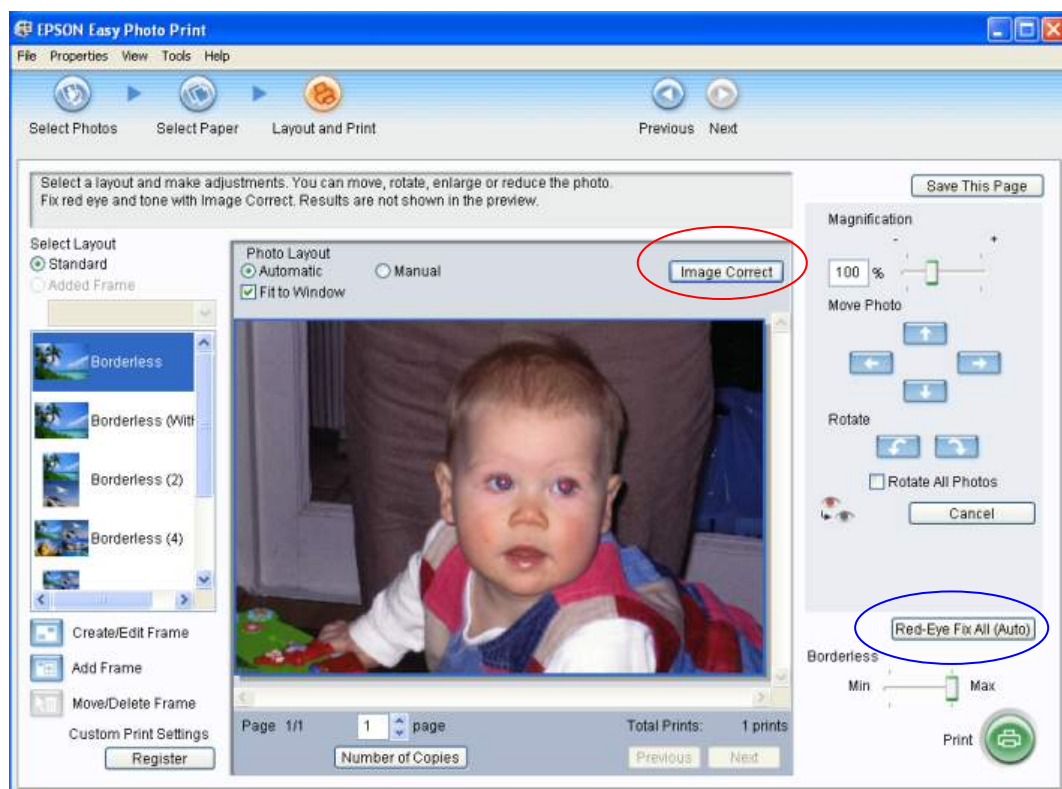 EPSON Easy Photo Print
File Properties View Tools Help
Select Photos Select Paper Layout and Print Previous Next
Select a layout and make adjustments. You can move, rotate, enlarge or reduce the photo.
Fix red eye and tone with Image Correct. Results are not shown in the preview.
Save This Page
Select Layout
Standard
Added Frame
Borderless
Borderless (With
Borderless (2)
Borderless (4)
Create/Edit Frame
Add Frame
Move/Delete Frame
Custom Print Settings
Register
Photo Layout
Automatic Manual
Fit to Window
Image Correct
Page 1/1 1 page Total Prints: 1 prints
Number of Copies Previous Next
Magnification
- +
100 %
Move Photo
Rotate
Rotate All Photos
Cancel
Red-Eye Fix All (Auto)
Borderless
Min Max
Print